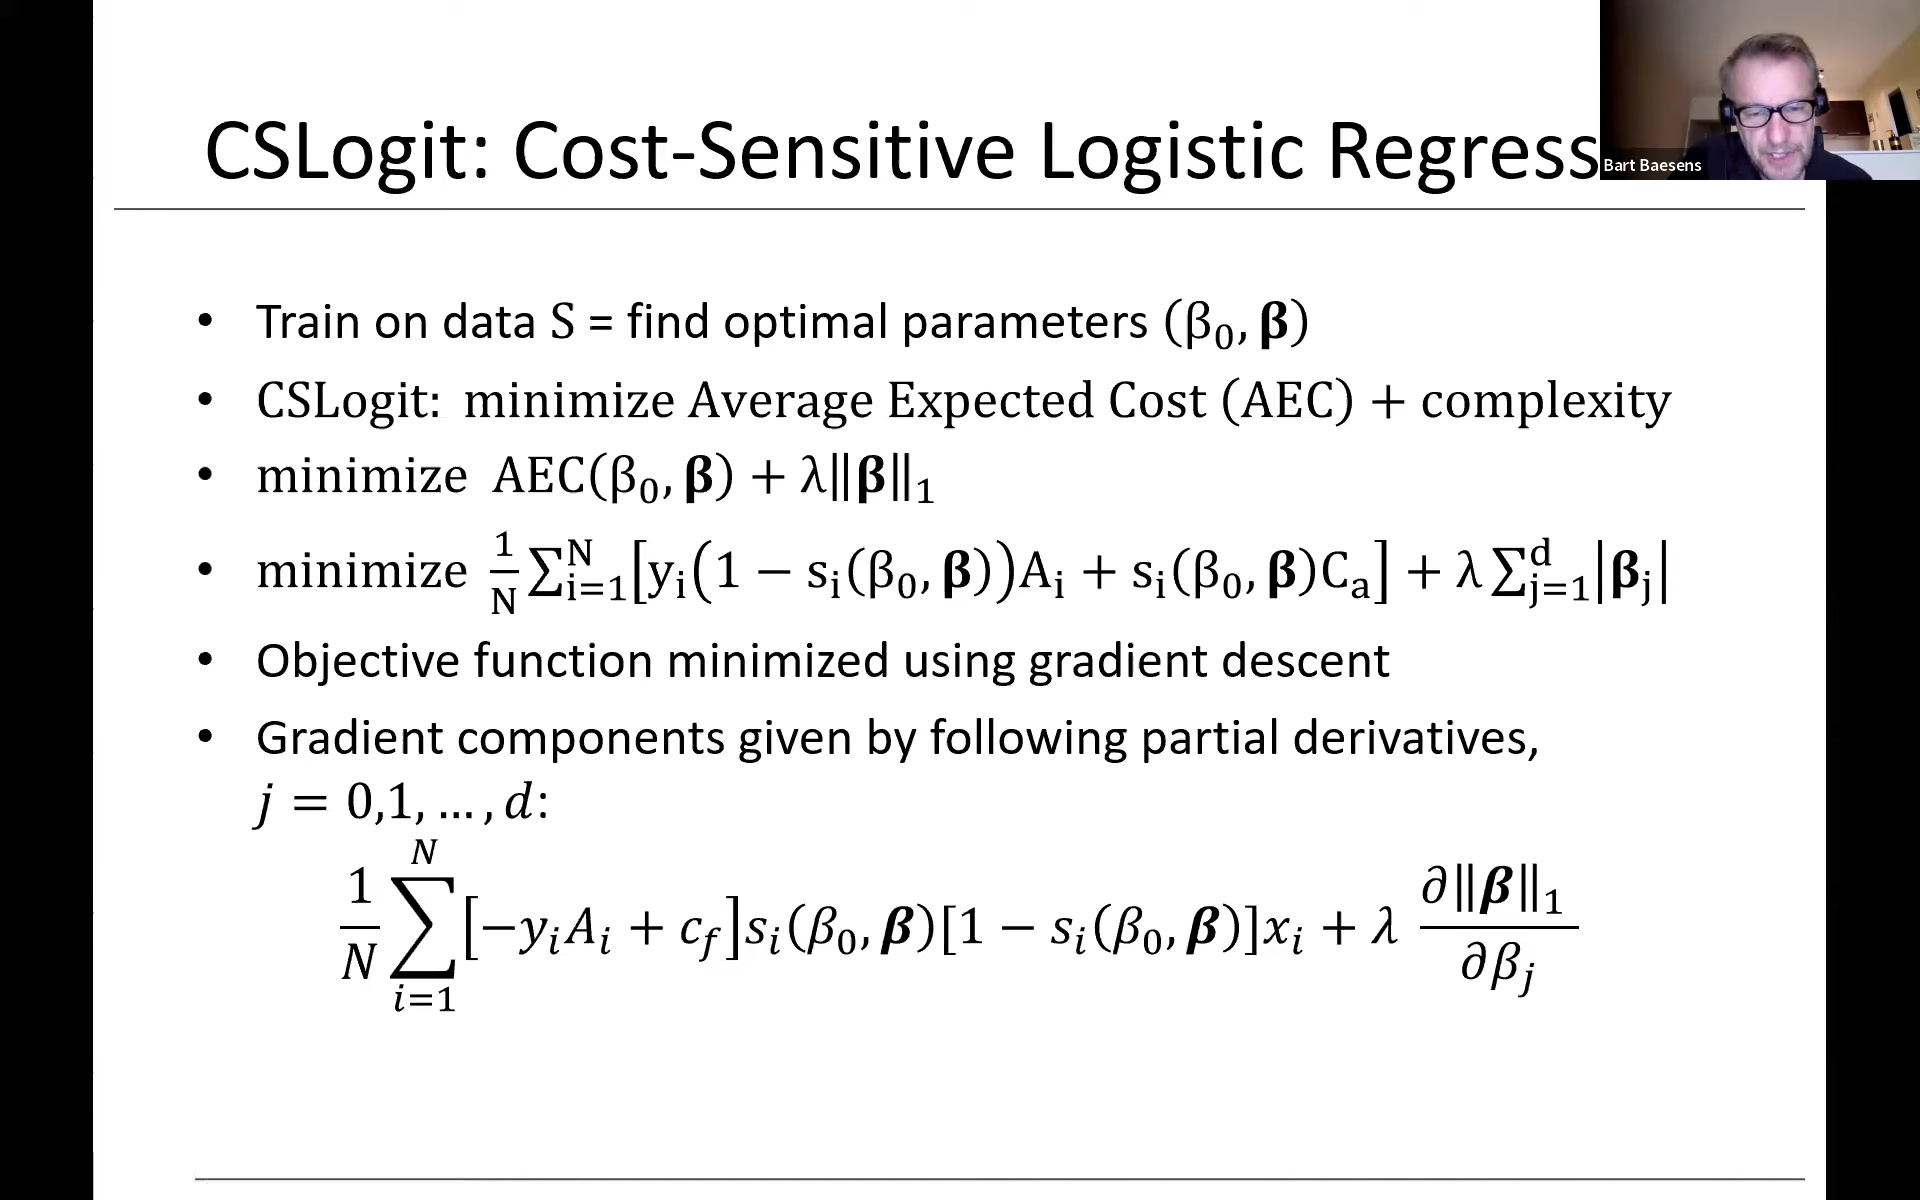 CSLogit: Cost-Sensitive Logistic Regress
Bart Baesens
• Train on data S = find optimal parameters (β₀, 𝛃)
• CSLogit: minimize Average Expected Cost (AEC) + complexity
• minimize AEC(β₀, 𝛃) + λ‖𝛃‖₁
• minimize 1/N ∑ᵢ₌₁ᴺ [yᵢ(1 − sᵢ(β₀, 𝛃))Aᵢ + sᵢ(β₀, 𝛃)Cₐ] + λ ∑ⱼ₌₁ᵈ |𝛃ⱼ|
• Objective function minimized using gradient descent
• Gradient components given by following partial derivatives,
j = 0,1, … , d:
1/N ∑ᵢ₌₁ᴺ [−yᵢAᵢ + c_f]sᵢ(β₀, 𝜷)[1 − sᵢ(β₀, 𝜷)]xᵢ + λ ∂‖𝜷‖₁/∂βⱼ